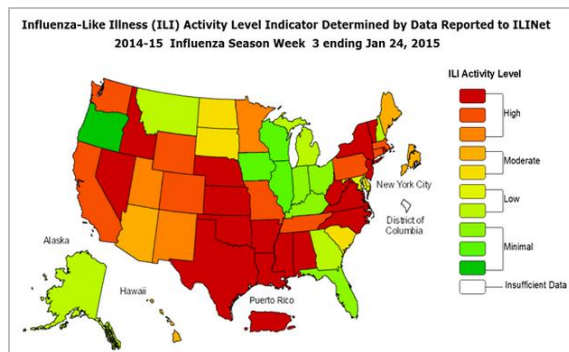 Influenza-Like Illness (ILI) Activity Level Indicator Determined by Data Reported to ILINet
2014-15 Influenza Season Week 3 ending Jan 24, 2015
ILI Activity Level
High
Moderate
Low
Minimal
Insufficient Data
New York City
District of
Columbia
Alaska
Hawaii
Puerto Rico